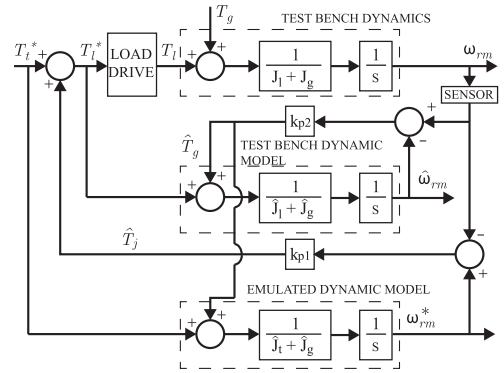 T_g
TEST BENCH DYNAMICS
T_t* + + T_l* LOAD DRIVE T_l + + 1 / (J_l + J_g) 1 / s ω_rm
SENSOR
k_p2 + -
T̂_g
TEST BENCH DYNAMIC MODEL
+ + 1 / (Ĵ_l + Ĵ_g) 1 / s ω̂_rm
T̂_j k_p1 - +
EMULATED DYNAMIC MODEL
+ + 1 / (Ĵ_t + Ĵ_g) 1 / s ω*_rm